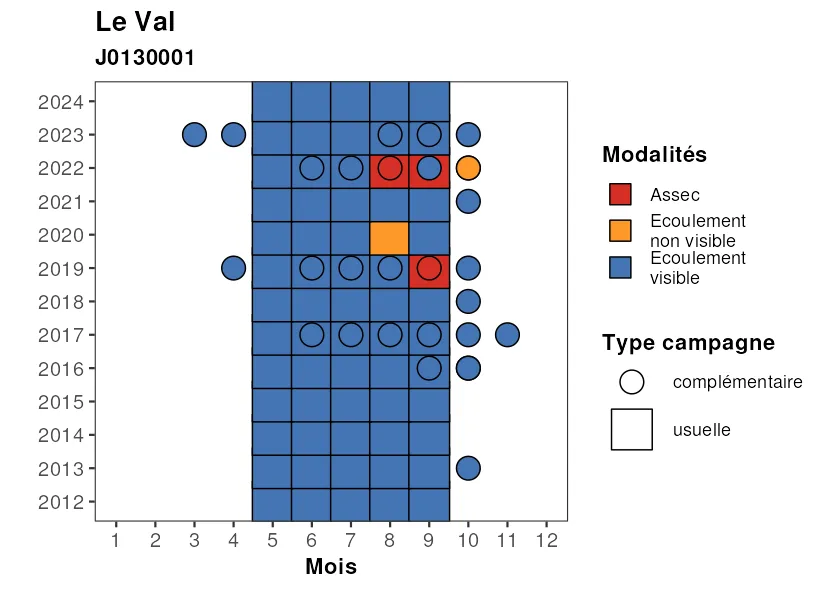 Le Val
J0130001
2024
2023
2022
2021
2020
2019
2018
2017
2016
2015
2014
2013
2012
1 2 3 4 5 6 7 8 9 10 11 12
Mois
Modalités
Assec
Ecoulement
non visible
Ecoulement
visible
Type campagne
complémentaire
usuelle